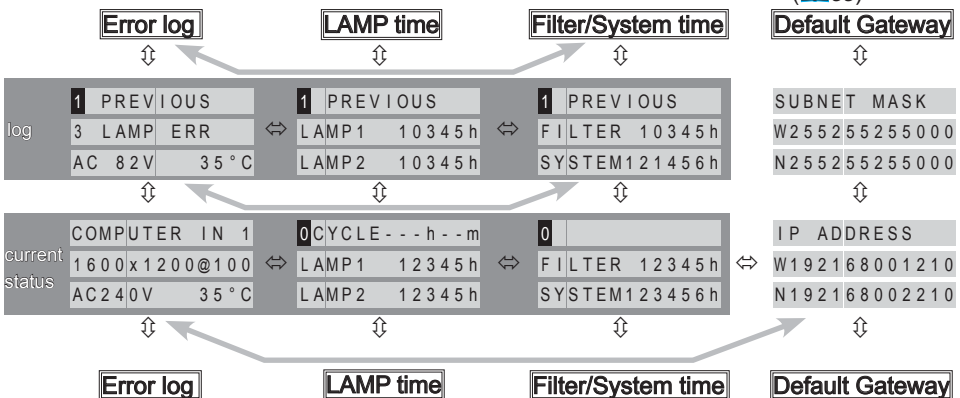 Error log LAMP time Filter/System time Default Gateway
1 PREVIOUS 1 PREVIOUS 1 PREVIOUS SUBNET MASK
log 3 LAMP ERR LAMP1 10345h FILTER 10345h W255255255000
AC 82V 35°C LAMP2 10345h SYSTEM121456h N255255255000
COMPUTER IN 1 0CYCLE---h--m 0 IP ADDRESS
current status 1600x1200@100 LAMP1 12345h FILTER 12345h W192168001210
AC240V 35°C LAMP2 12345h SYSTEM123456h N192168002210
Error log LAMP time Filter/System time Default Gateway